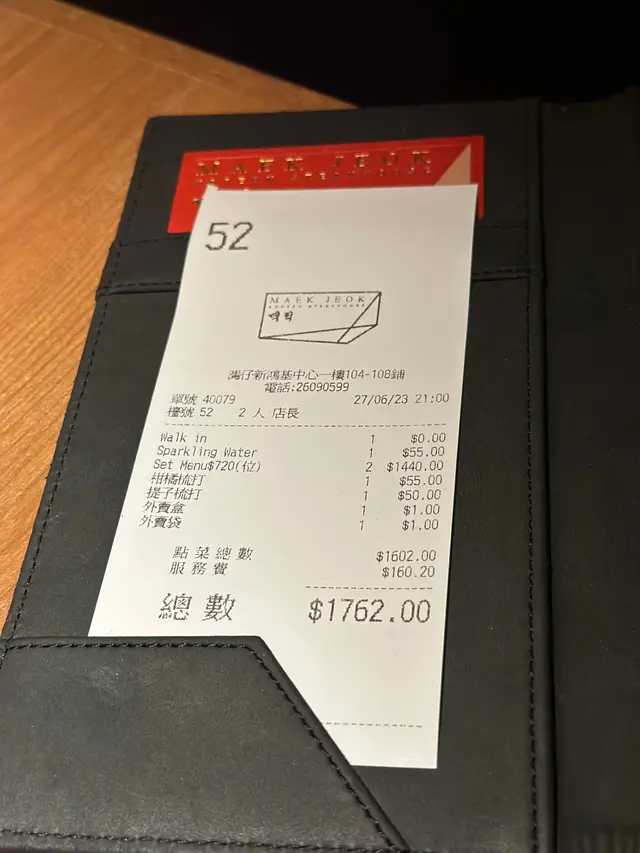 MAEK JEOK
52
MAEK JEOK
MODERN STEAKHOUSE
맥적
灣仔新鴻基中心一樓104-108鋪
電話:26090599
單號 40079 27/06/23 21:00
檯號 52 2 人 店長
Walk in 1 $0.00
Sparkling Water 1 $55.00
Set Menu$720(位) 2 $1440.00
柑橘梳打 1 $55.00
提子梳打 1 $50.00
外賣盒 1 $1.00
外賣袋 1 $1.00
點菜總數 $1602.00
服務費 $160.20
總數 $1762.00